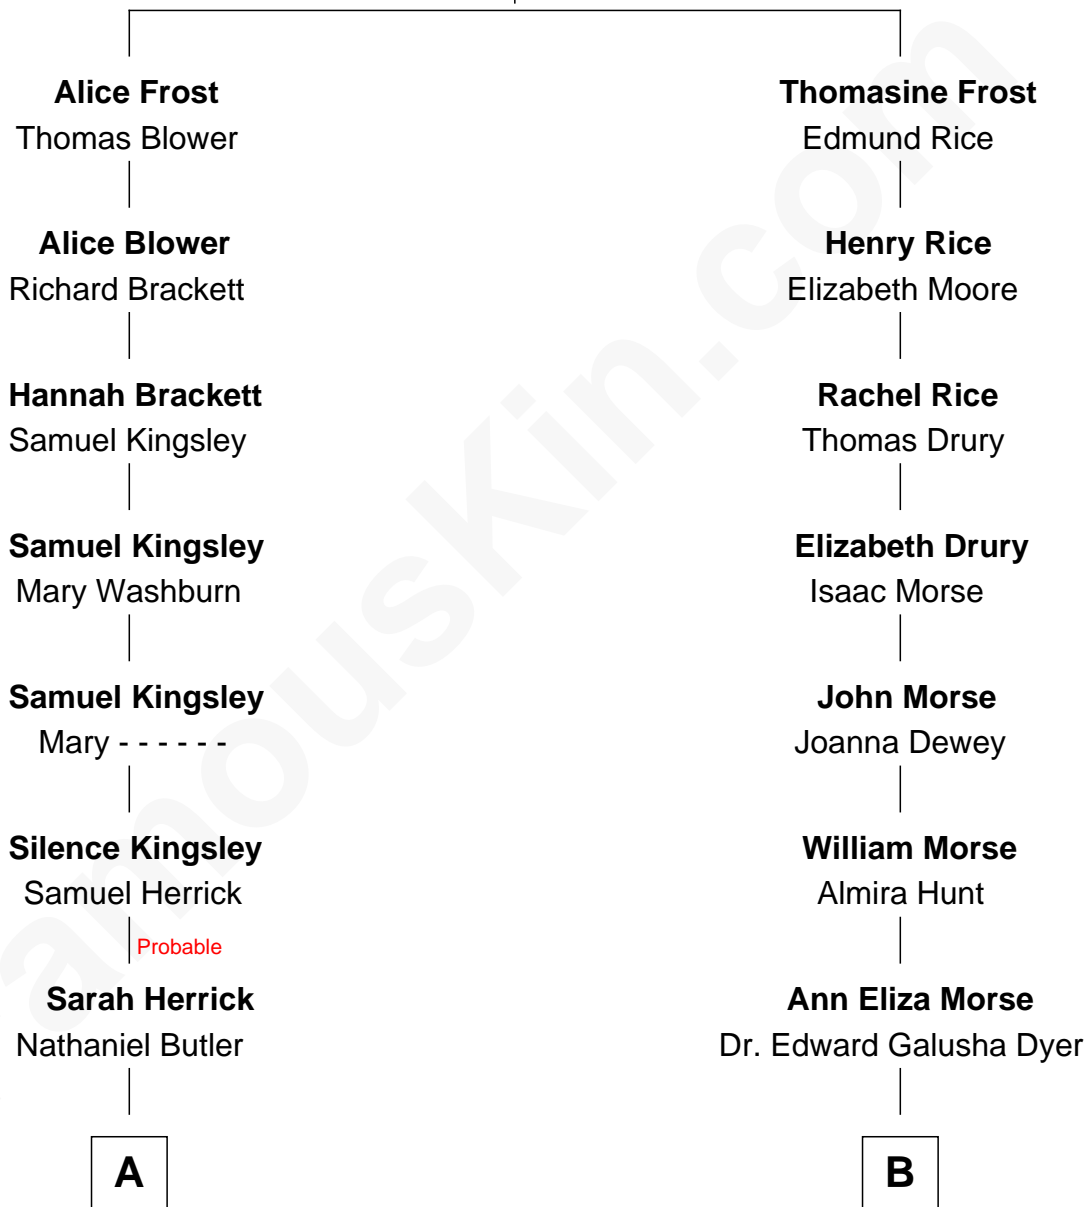 Alice Frost
Thomas Blower
Alice Blower
Richard Brackett
Hannah Brackett
Samuel Kingsley
Samuel Kingsley
Mary Washburn
Samuel Kingsley
Mary - - - - - -
Silence Kingsley
Samuel Herrick
Probable
Sarah Herrick
Nathaniel Butler
A
Thomasine Frost
Edmund Rice
Henry Rice
Elizabeth Moore
Rachel Rice
Thomas Drury
Elizabeth Drury
Isaac Morse
John Morse
Joanna Dewey
William Morse
Almira Hunt
Ann Eliza Morse
Dr. Edward Galusha Dyer
B
amouskin.com